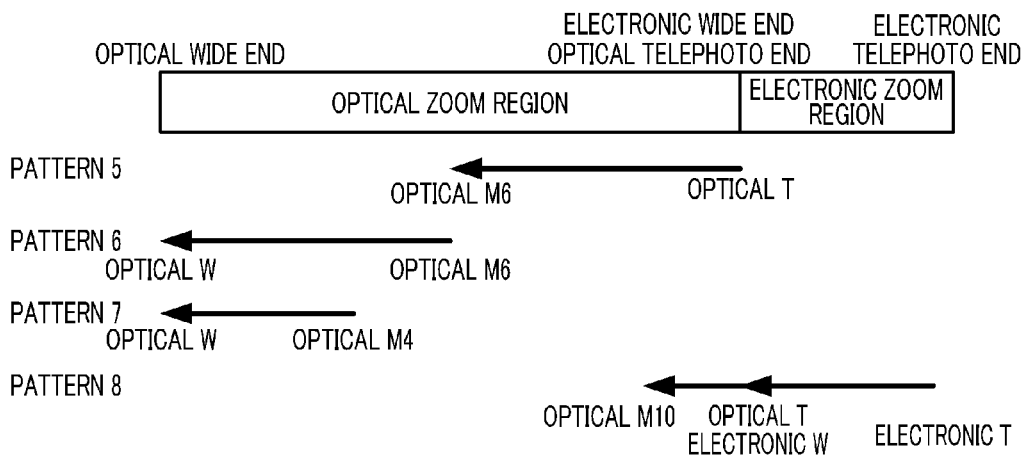 OPTICAL WIDE END
ELECTRONIC WIDE END
OPTICAL TELEPHOTO END
ELECTRONIC
TELEPHOTO END
OPTICAL ZOOM REGION
ELECTRONIC ZOOM
REGION
PATTERN 5
OPTICAL M6
OPTICAL T
PATTERN 6
OPTICAL W
OPTICAL M6
PATTERN 7
OPTICAL W
OPTICAL M4
PATTERN 8
OPTICAL M10
OPTICAL T
ELECTRONIC W
ELECTRONIC T